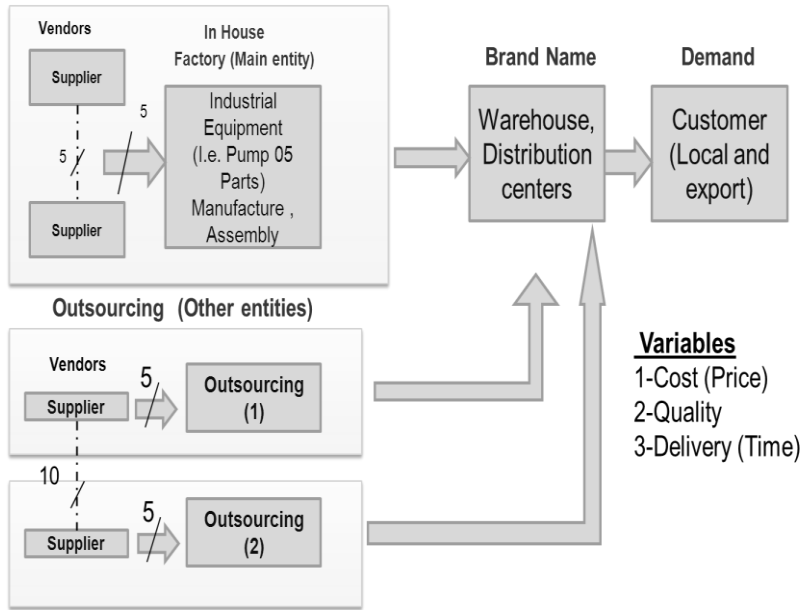 Vendors
In House
Factory (Main entity)
Supplier
5
5
Supplier
Industrial
Equipment
(I.e. Pump 05
Parts)
Manufacture ,
Assembly
Brand Name
Warehouse,
Distribution
centers
Demand
Customer
(Local and
export)
Outsourcing (Other entities)
Vendors
Supplier
5
Outsourcing
(1)
10
Supplier
5
Outsourcing
(2)
Variables
1-Cost (Price)
2-Quality
3-Delivery (Time)